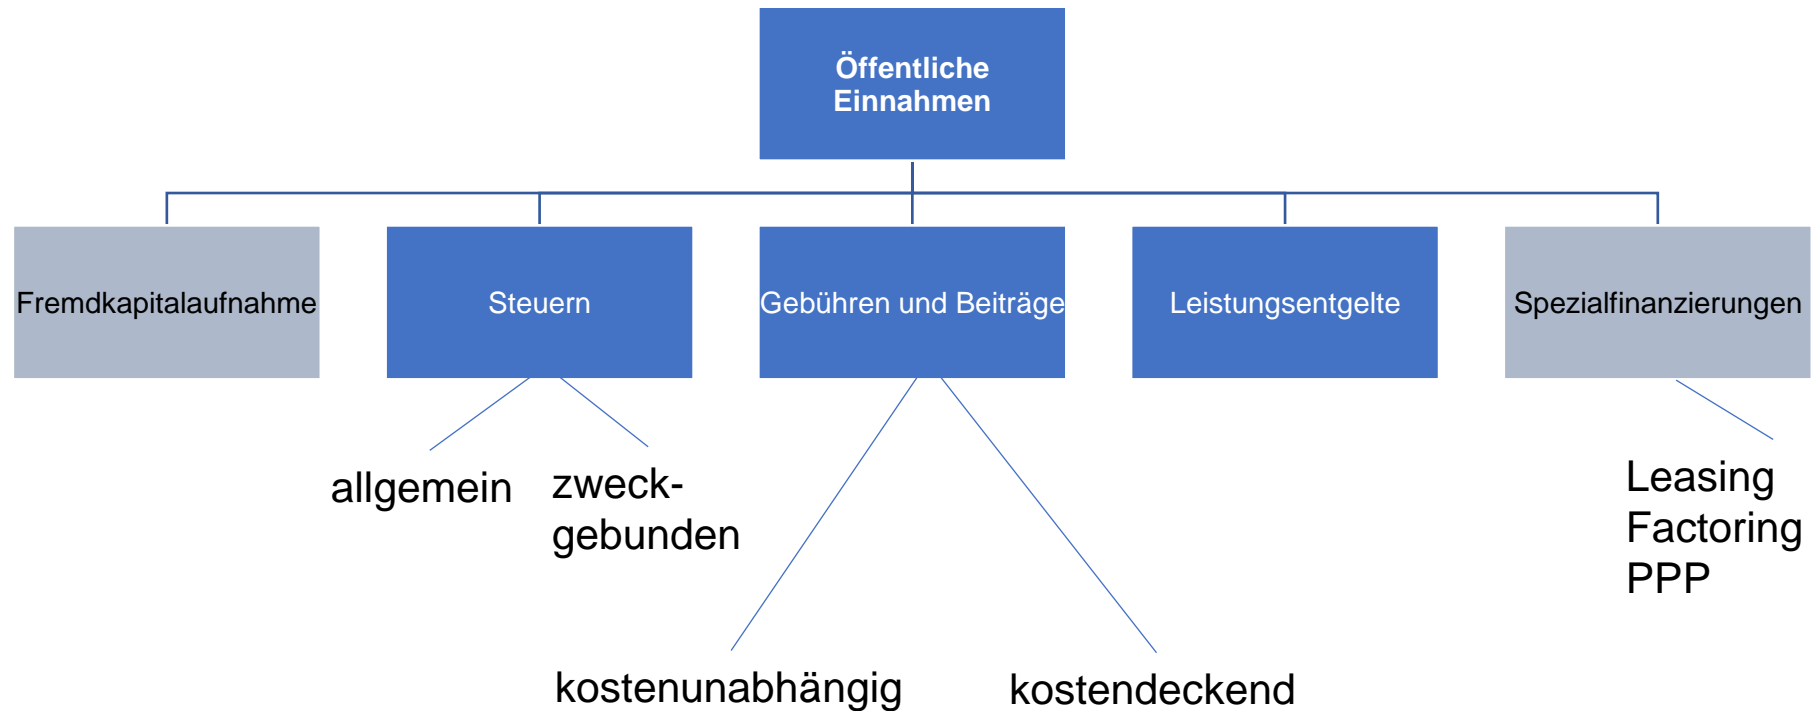 Öffentliche
Einnahmen
Fremdkapitalaufnahme
Steuern
Gebühren und Beiträge
Leistungsentgelte
Spezialfinanzierungen
allgemein
zweck-
gebunden
Leasing
Factoring
PPP
kostenunabhängig
kostendeckend